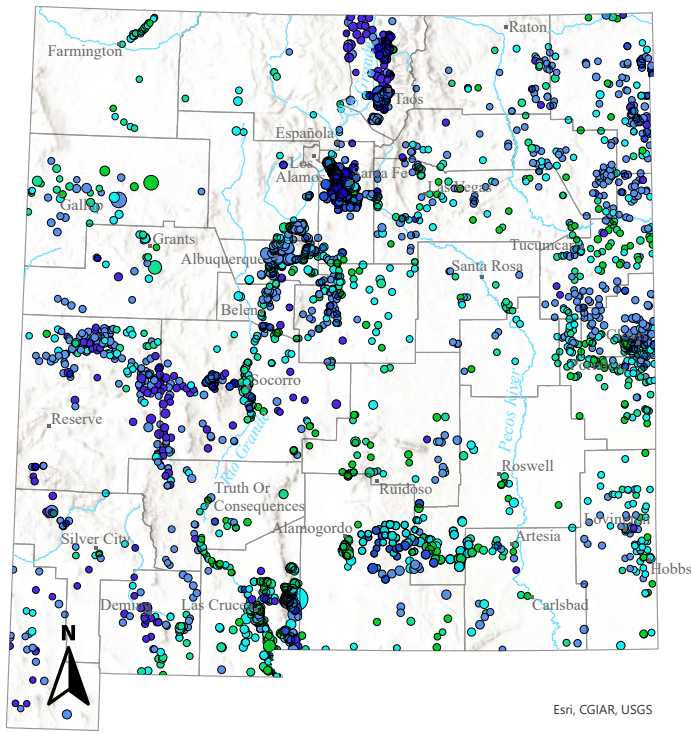 Raton
Farmington
Taos
Española
Los
Alamos
Santa Fe
Las Vegas
Gallup
Tucumcari
Grants
Albuquerque
Santa Rosa
Belen
Socorro
Pecos River
Reserve
Rio Grande
Roswell
Truth Or
Consequences
Ruidoso
Lovington
Alamogordo
Artesia
Silver City
Hobbs
Deming
Las Cruces
Carlsbad
N
Esri, CGIAR, USGS